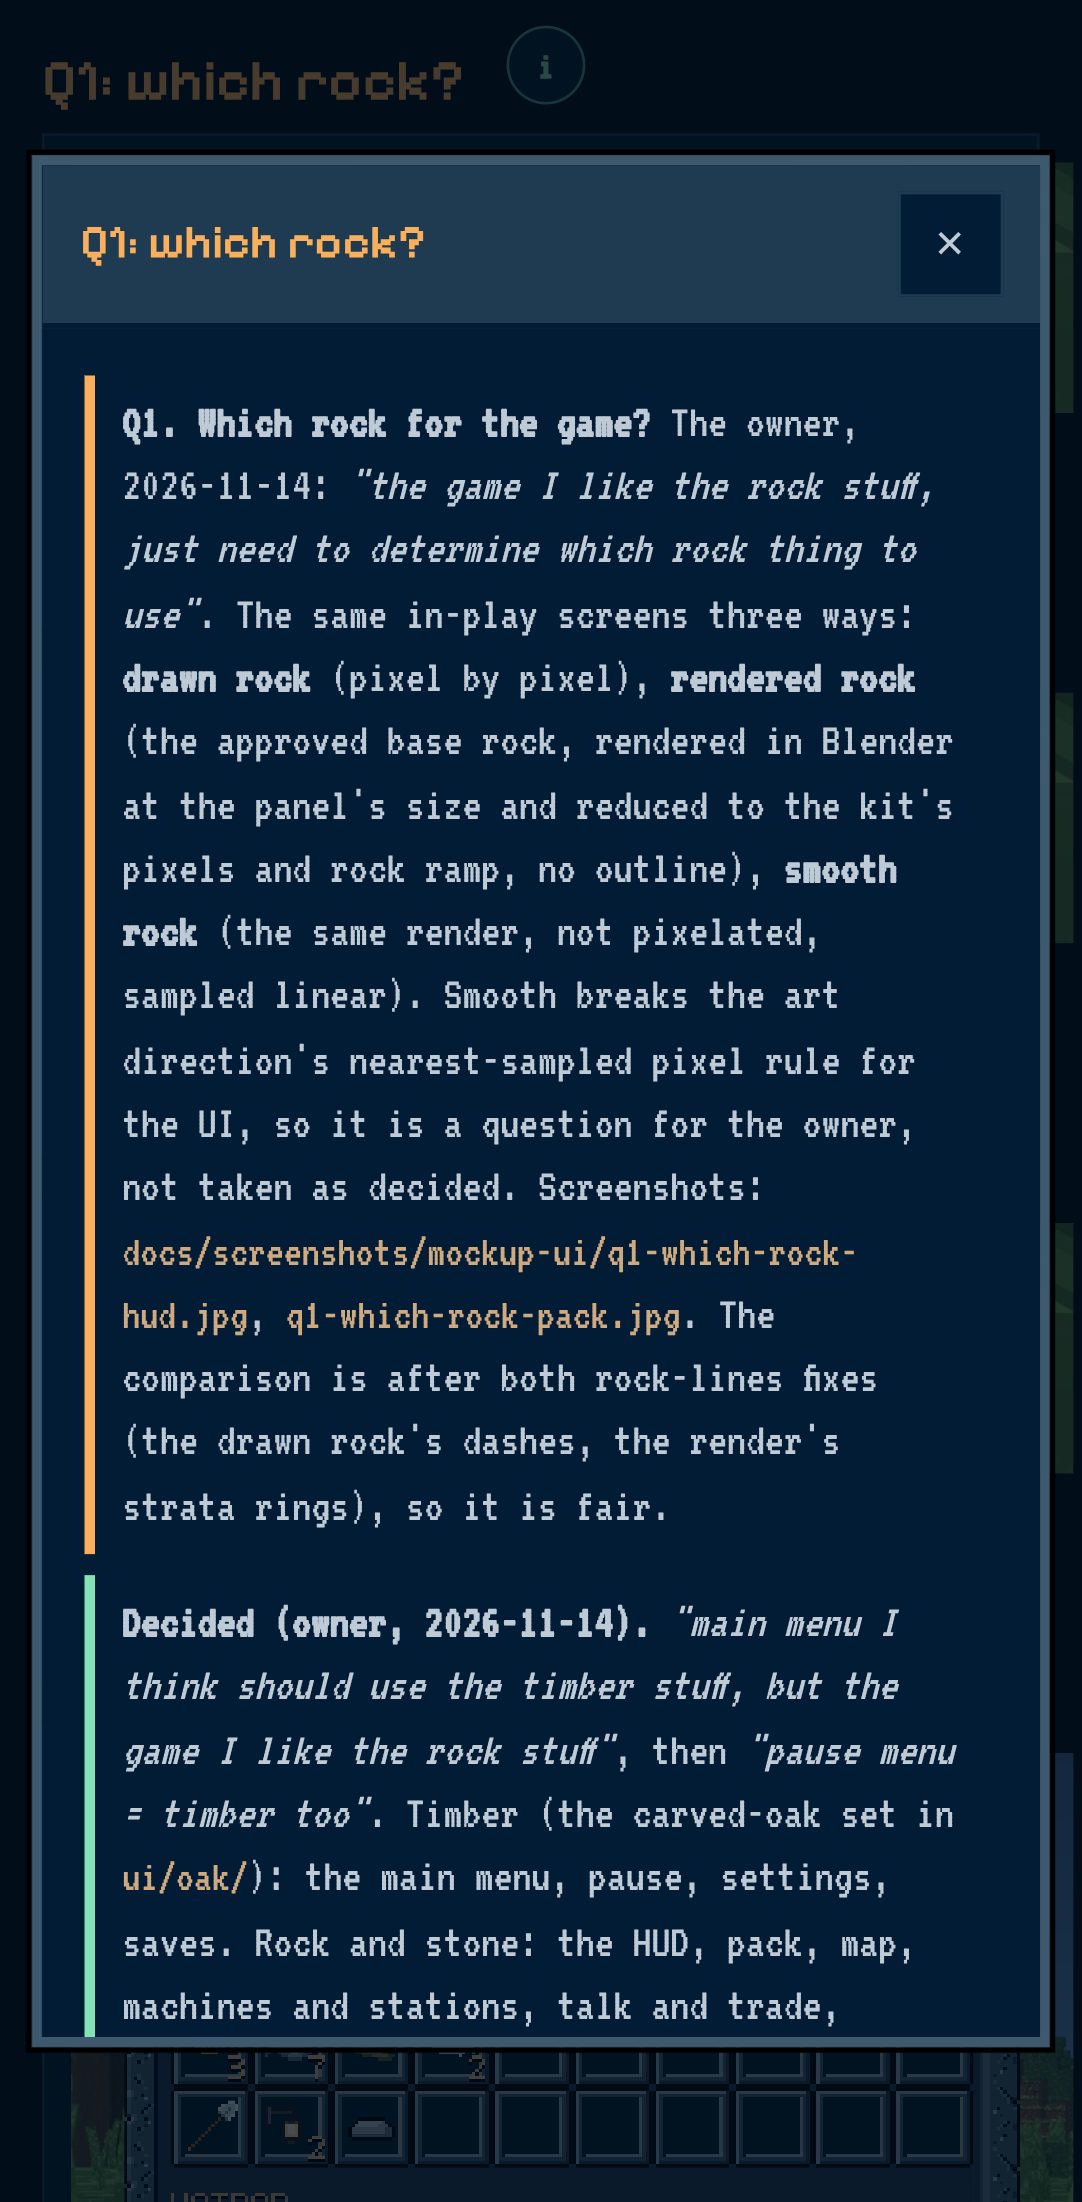 Q1: which rock?
i
Q1: which rock?
×
Q1. Which rock for the game? The owner,
2026-11-14: "the game I like the rock stuff,
just need to determine which rock thing to
use". The same in-play screens three ways:
drawn rock (pixel by pixel), rendered rock
(the approved base rock, rendered in Blender
at the panel's size and reduced to the kit's
pixels and rock ramp, no outline), smooth
rock (the same render, not pixelated,
sampled linear). Smooth breaks the art
direction's nearest-sampled pixel rule for
the UI, so it is a question for the owner,
not taken as decided. Screenshots:
docs/screenshots/mockup-ui/q1-which-rock-
hud.jpg, q1-which-rock-pack.jpg. The
comparison is after both rock-lines fixes
(the drawn rock's dashes, the render's
strata rings), so it is fair.
Decided (owner, 2026-11-14). "main menu I
think should use the timber stuff, but the
game I like the rock stuff", then "pause menu
= timber too". Timber (the carved-oak set in
ui/oak/): the main menu, pause, settings,
saves. Rock and stone: the HUD, pack, map,
machines and stations, talk and trade,
3 7 2
2